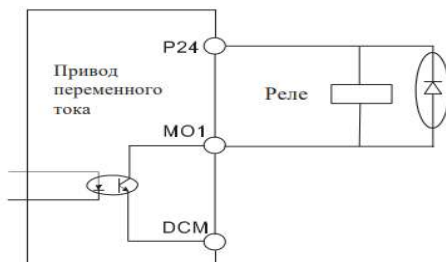 P24
Привод
переменного
тока
Реле
MO1
DCM